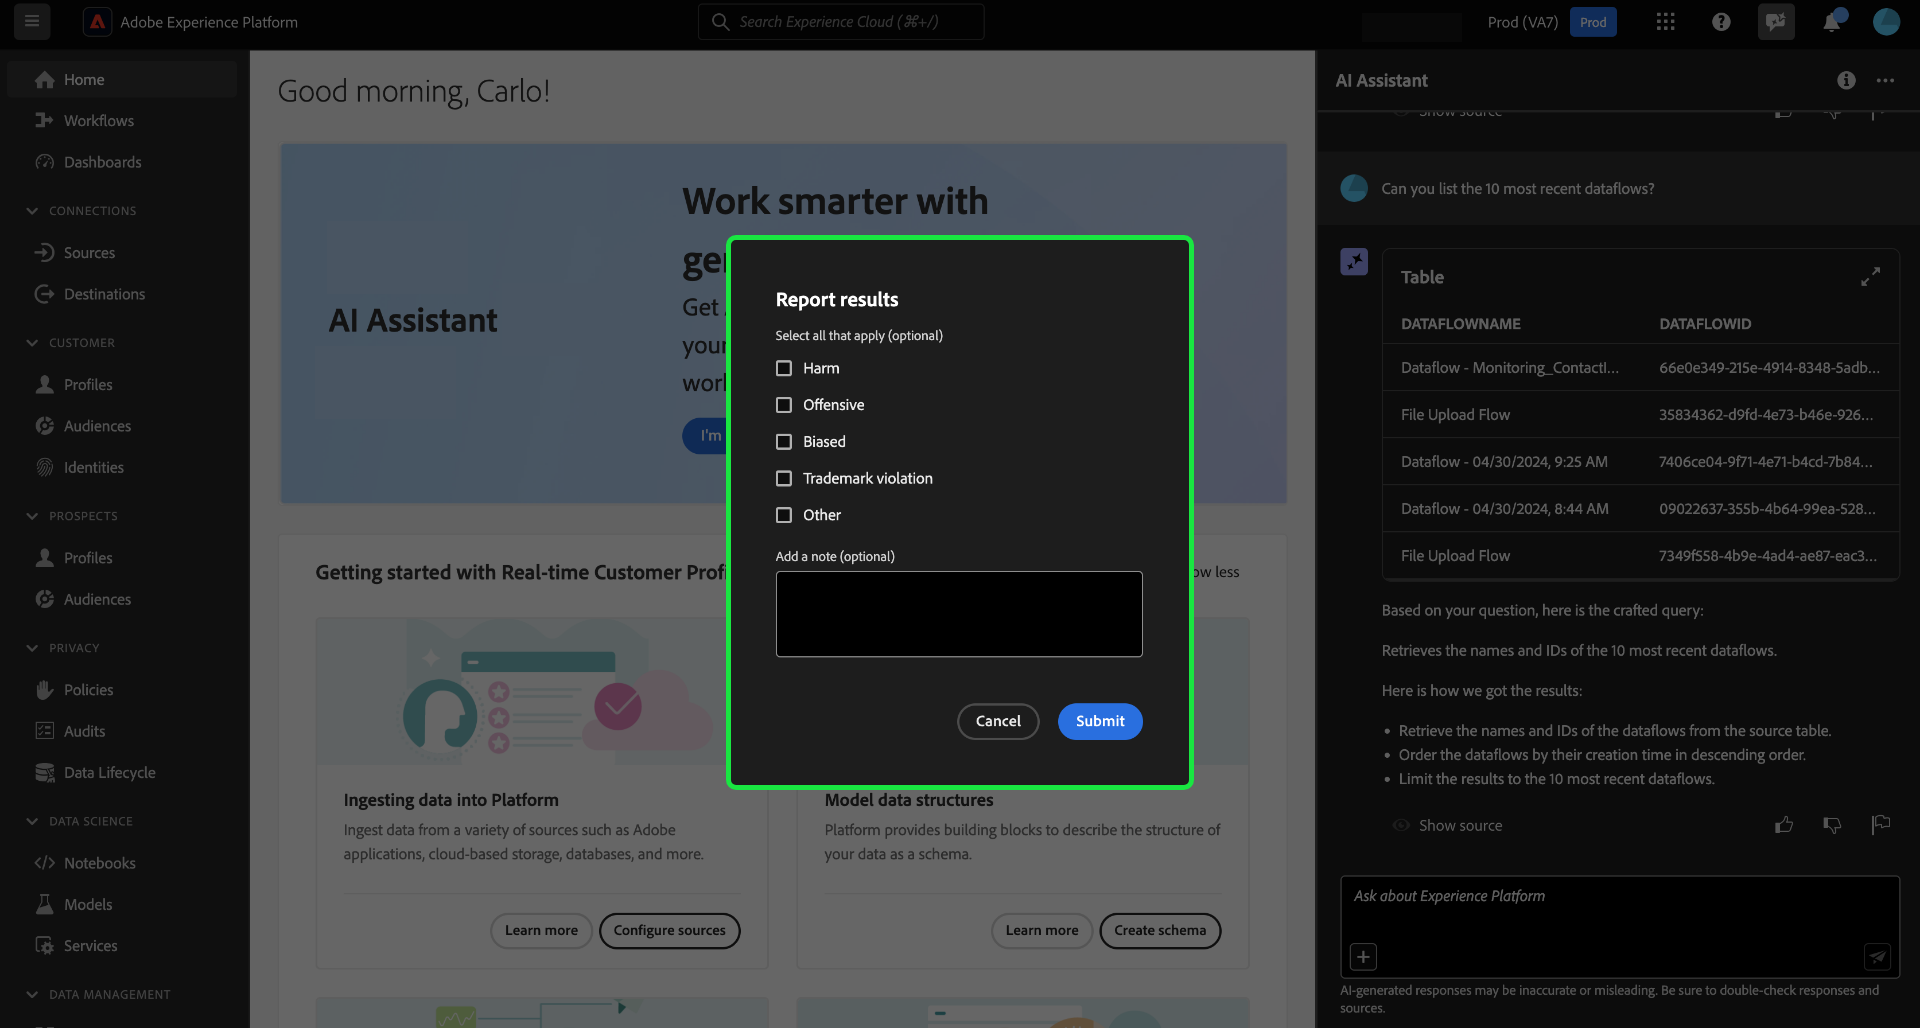 Adobe Experience Platform
Search Experience Cloud (⌘+/)
Prod (VA7)
Prod
Home
Workflows
Dashboards
CONNECTIONS
Sources
Destinations
CUSTOMER
Profiles
Audiences
Identities
PROSPECTS
Profiles
Audiences
PRIVACY
Policies
Audits
Data Lifecycle
DATA SCIENCE
Notebooks
Models
Services
DATA MANAGEMENT
Good morning, Carlo!
AI Assistant
Work smarter with
Get
I'm
Getting started with Real-time Customer
less
Ingesting data into Platform
Ingest data from a variety of sources such as Adobe
applications, cloud-based storage, databases, and more.
Learn more
Configure sources
Model data structures
Platform provides building blocks to describe the structure of
your data as a schema.
Learn more
Create schema
Report results
Select all that apply (optional)
Harm
Offensive
Biased
Trademark violation
Other
Add a note (optional)
Cancel
Submit
AI Assistant
Show source
Can you list the 10 most recent dataflows?
Table
DATAFLOWNAME DATAFLOWID
Dataflow - Monitoring_ContactI... 66e0e349-215e-4914-8348-5adb...
File Upload Flow 35834362-d9fd-4e73-b46e-926...
Dataflow - 04/30/2024, 9:25 AM 7406ce04-9f71-4e71-b4cd-7b84...
Dataflow - 04/30/2024, 8:44 AM 09022637-355b-4b64-99ea-528...
File Upload Flow 7349f558-4b9e-4ad4-ae87-eac3...
Based on your question, here is the crafted query:
Retrieves the names and IDs of the 10 most recent dataflows.
Here is how we got the results:
• Retrieve the names and IDs of the dataflows from the source table.
• Order the dataflows by their creation time in descending order.
• Limit the results to the 10 most recent dataflows.
Show source
Ask about Experience Platform
AI-generated responses may be inaccurate or misleading. Be sure to double-check responses and
sources.